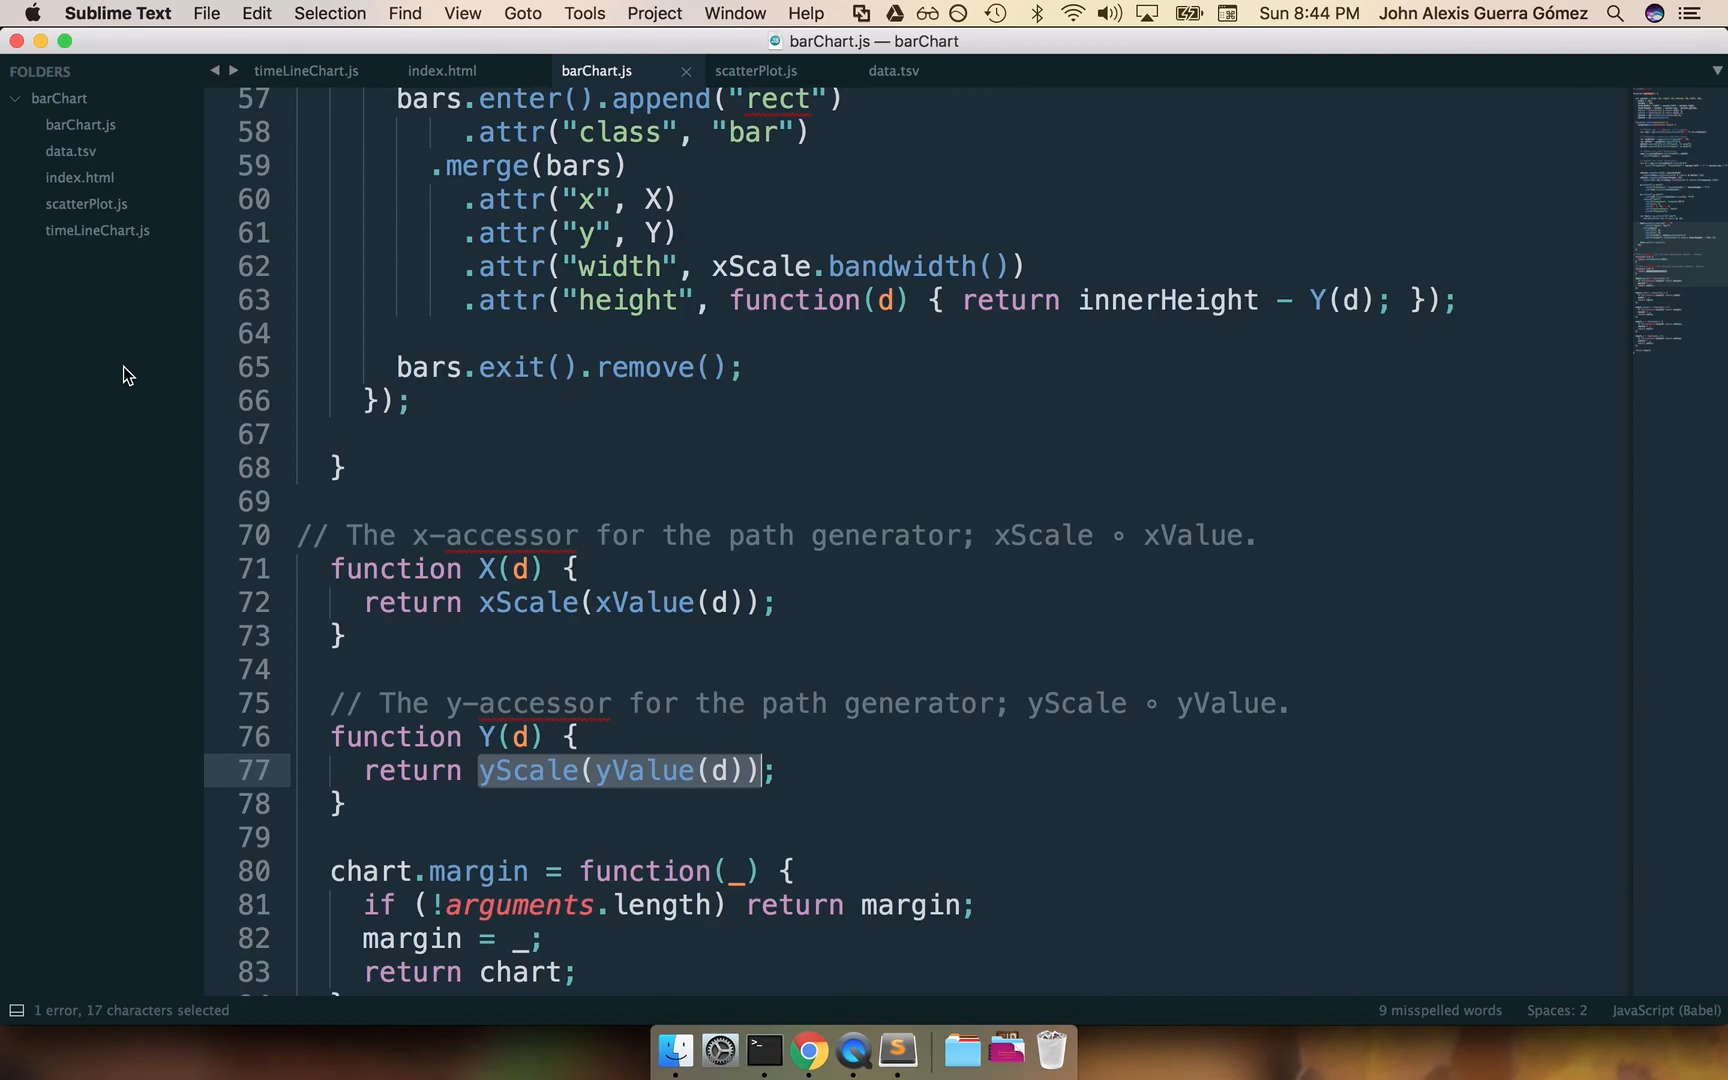 Sublime Text File Edit Selection Find View Goto Tools Project Window Help Sun 8:44 PM John Alexis Guerra Gómez
barChart.js — barChart
FOLDERS
barChart
barChart.js
data.tsv
index.html
scatterPlot.js
timeLineChart.js
timeLineChart.js index.html barChart.js scatterPlot.js data.tsv
57 bars.enter().append("rect")
58 .attr("class", "bar")
59 .merge(bars)
60 .attr("x", X)
61 .attr("y", Y)
62 .attr("width", xScale.bandwidth())
63 .attr("height", function(d) { return innerHeight - Y(d); });
64
65 bars.exit().remove();
66 });
67
68 }
69
70 // The x-accessor for the path generator; xScale ∘ xValue.
71 function X(d) {
72 return xScale(xValue(d));
73 }
74
75 // The y-accessor for the path generator; yScale ∘ yValue.
76 function Y(d) {
77 return yScale(yValue(d));
78 }
79
80 chart.margin = function(_) {
81 if (!arguments.length) return margin;
82 margin = _;
83 return chart;
1 error, 17 characters selected 9 misspelled words Spaces: 2 JavaScript (Babel)